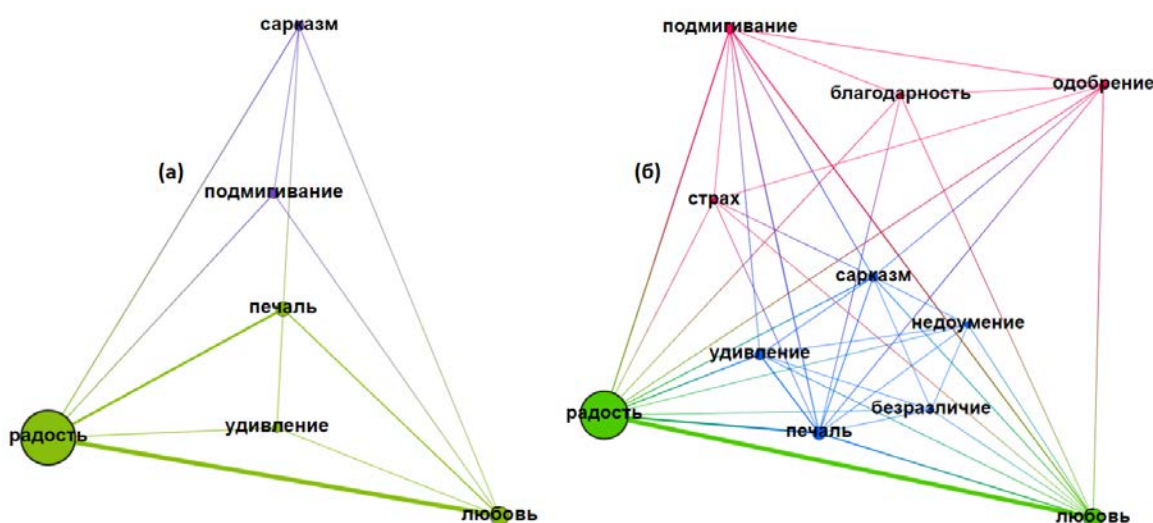 сарказм
(а)
подмигивание
печаль
удивление
радость
любовь
подмигивание
одобрение
благодарность
(б)
страх
сарказм
недоумение
удивление
безразличие
радость
печаль
любовь